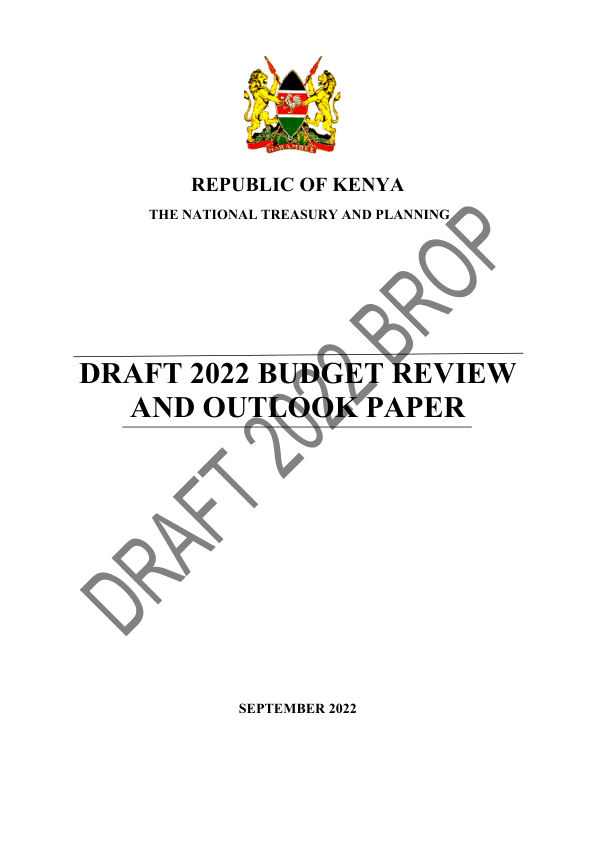 HARAMBEE
REPUBLIC OF KENYA
THE NATIONAL TREASURY AND PLANNING
DRAFT 2022 BUDGET REVIEW
AND OUTLOOK PAPER
DRAFT 2022 BROP
SEPTEMBER 2022